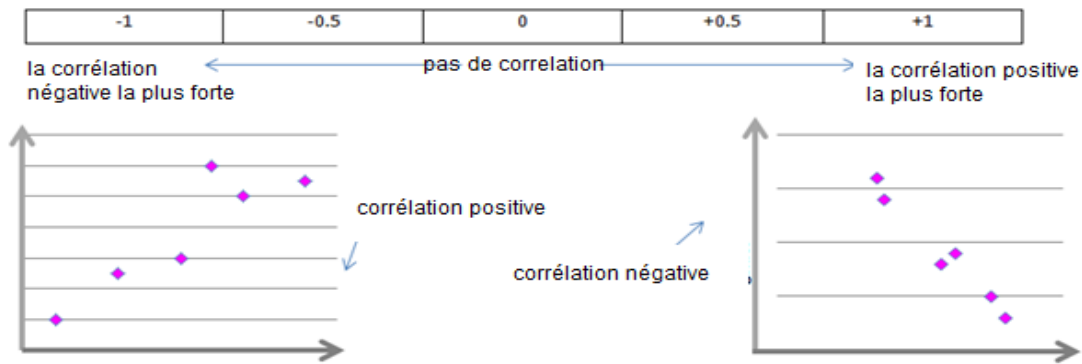 -1 -0.5 0 +0.5 +1
la corrélation
négative la plus forte
pas de correlation
la corrélation positive
la plus forte
corrélation positive
corrélation négative